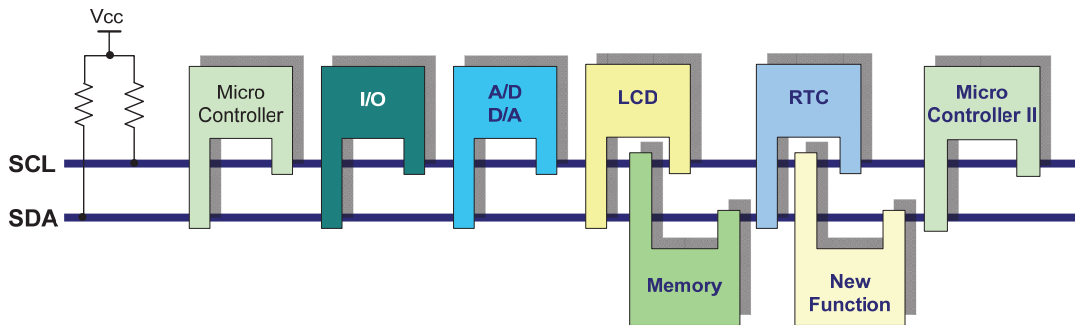 Vcc
Micro
Controller
I/O
A/D
D/A
LCD
RTC
Micro
Controller II
SCL
SDA
Memory
New
Function